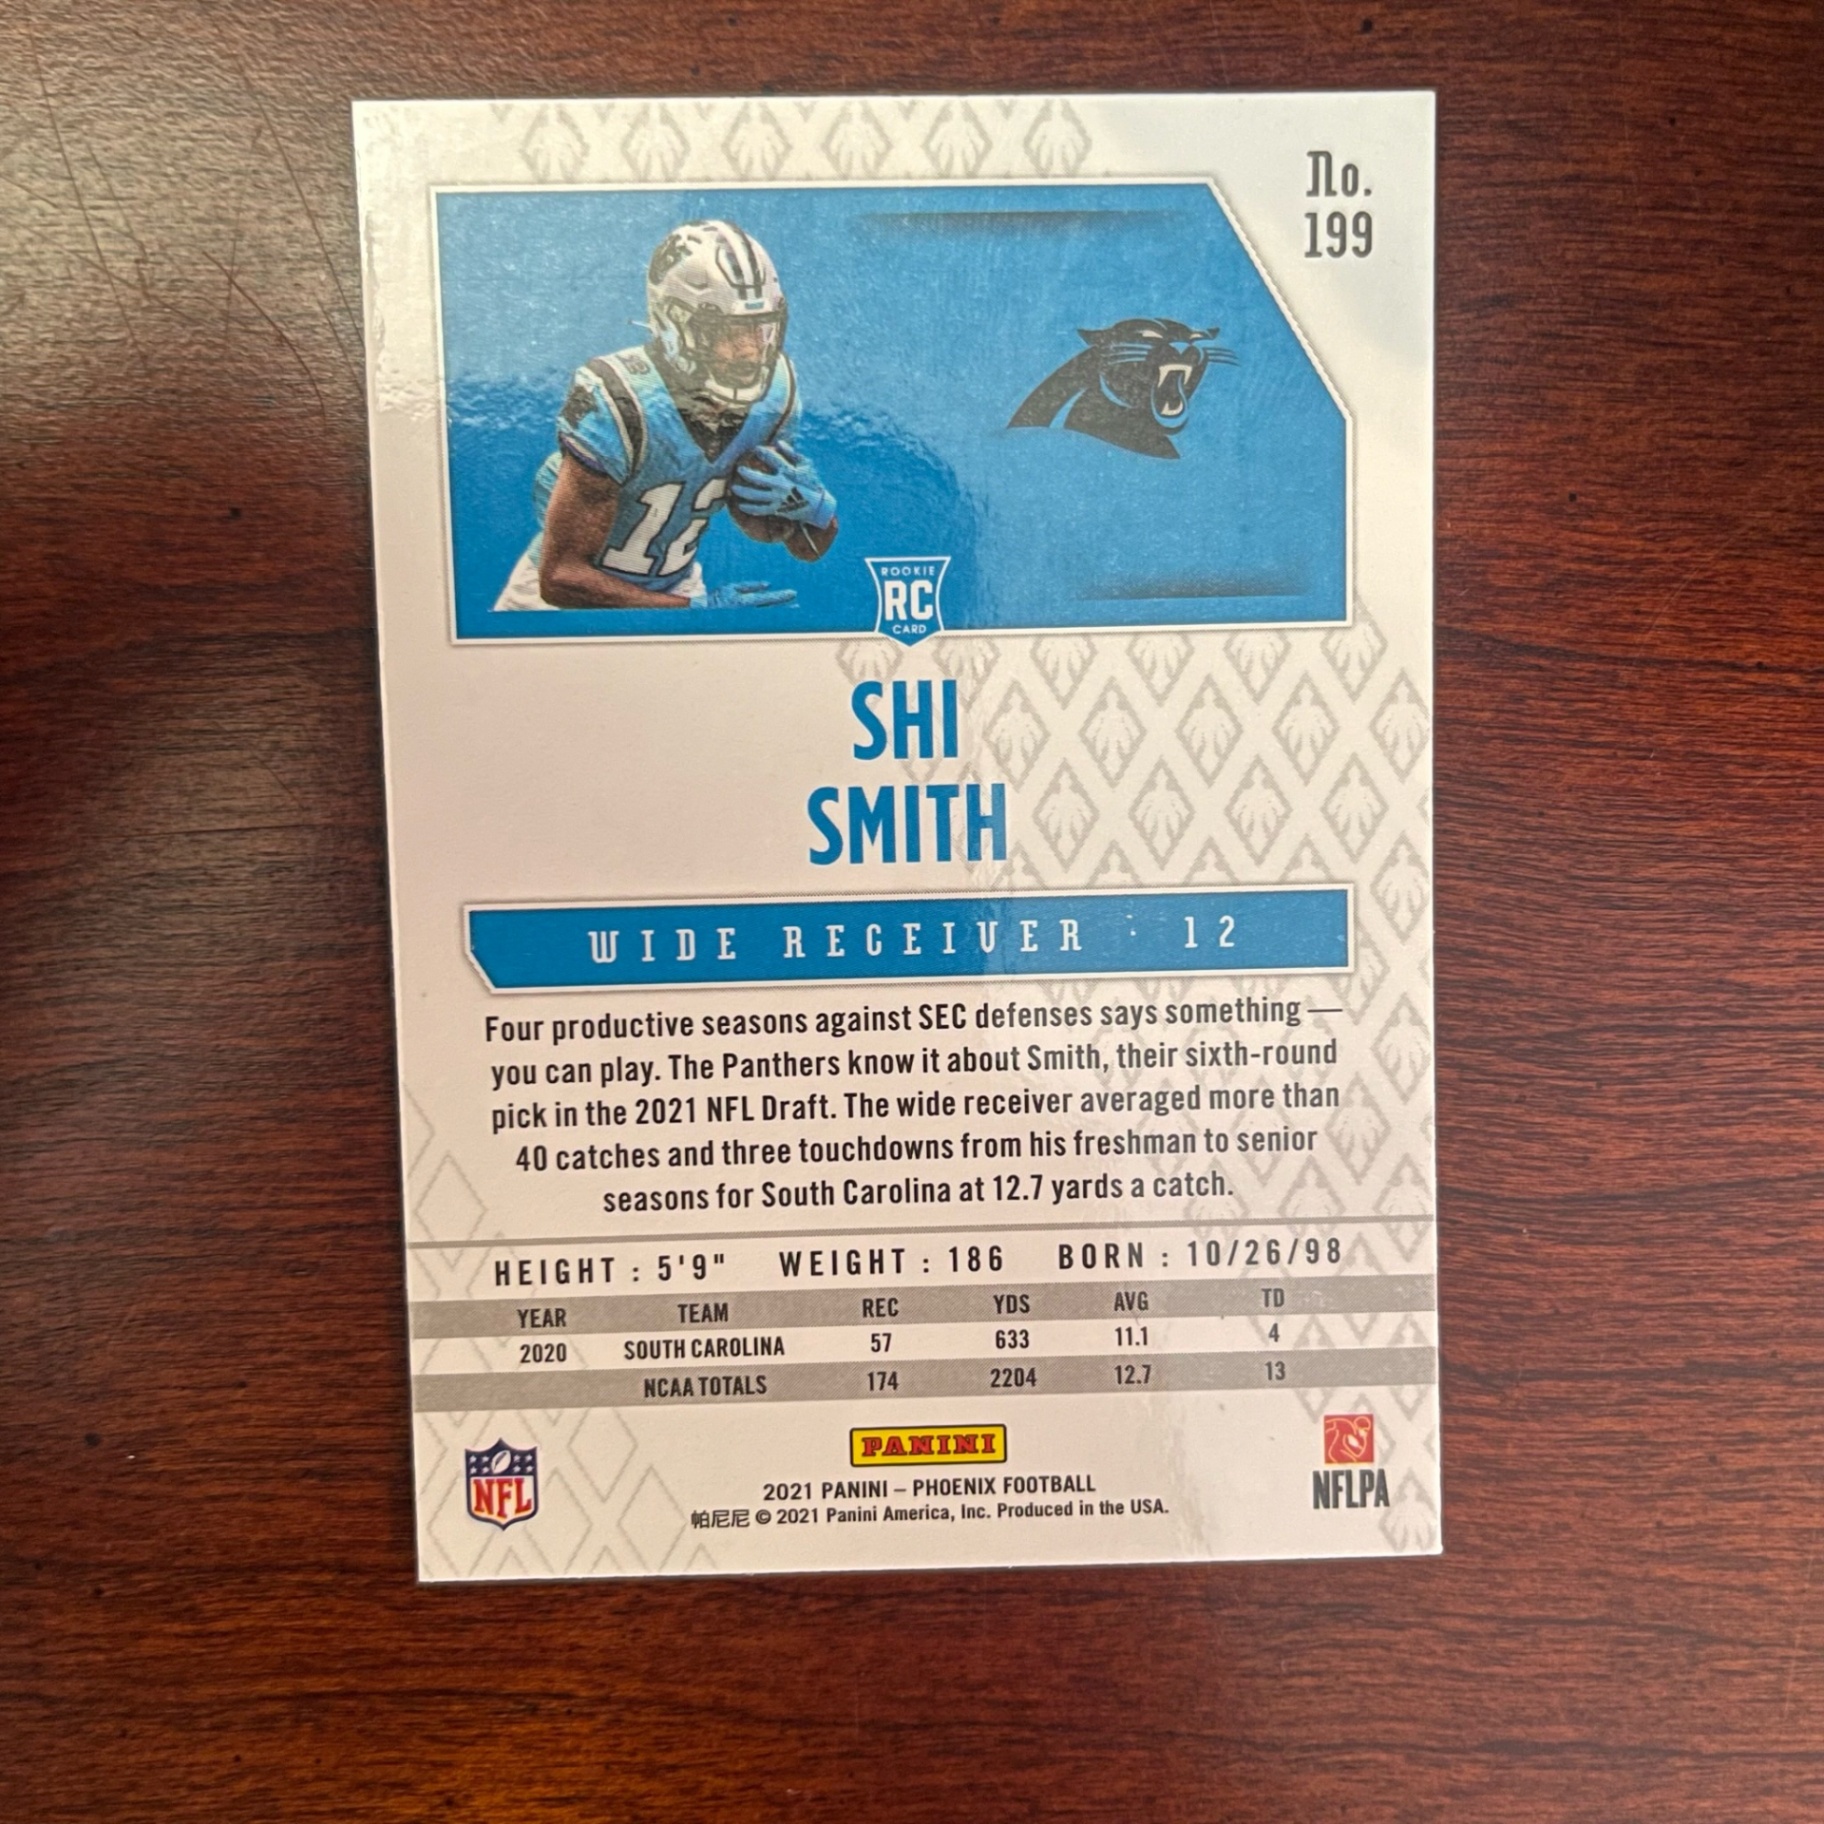 No.
199
12
ROOKIE
RC
CARD
SHI
SMITH
WIDE RECEIVER · 12
Four productive seasons against SEC defenses says something —
you can play. The Panthers know it about Smith, their sixth-round
pick in the 2021 NFL Draft. The wide receiver averaged more than
40 catches and three touchdowns from his freshman to senior
seasons for South Carolina at 12.7 yards a catch.
HEIGHT : 5'9" WEIGHT : 186 BORN : 10/26/98
YEAR TEAM REC YDS AVG TD
2020 SOUTH CAROLINA 57 633 11.1 4
NCAA TOTALS 174 2204 12.7 13
NFL
PANINI
2021 PANINI – PHOENIX FOOTBALL
帕尼尼 © 2021 Panini America, Inc. Produced in the USA.
NFLPA